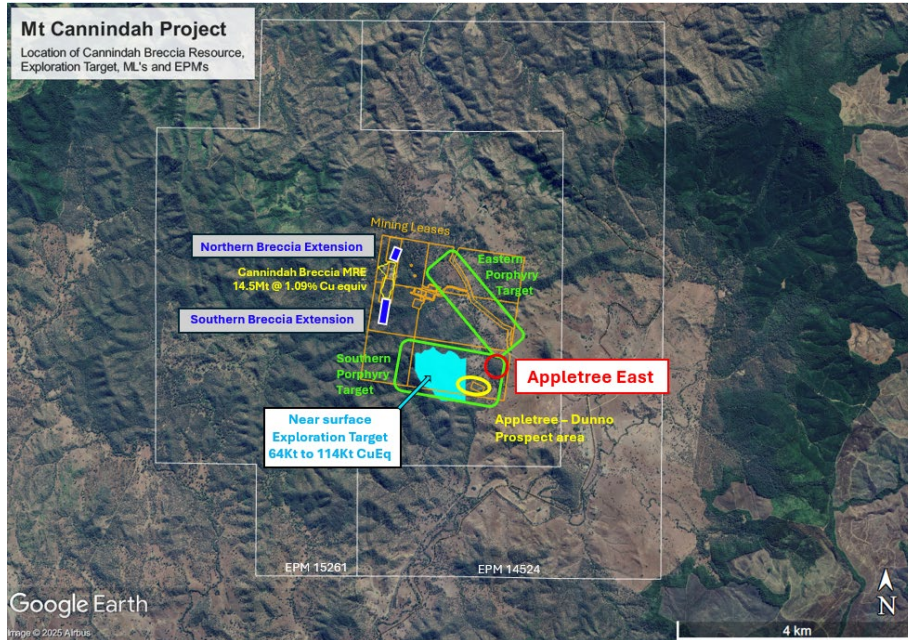 Mt Cannindah Project
Location of Cannindah Breccia Resource,
Exploration Target, ML's and EPM's
Mining Leases
Northern Breccia Extension
Eastern
Porphyry
Target
Cannindah Breccia MRE
14.5Mt @ 1.09% Cu equiv
Southern Breccia Extension
Southern
Porphyry
Target
Appletree East
Near surface
Exploration Target
64Kt to 114Kt CuEq
Appletree – Dunno
Prospect area
EPM 15261
EPM 14524
Google Earth
Image © 2025 Airbus
N
4 km